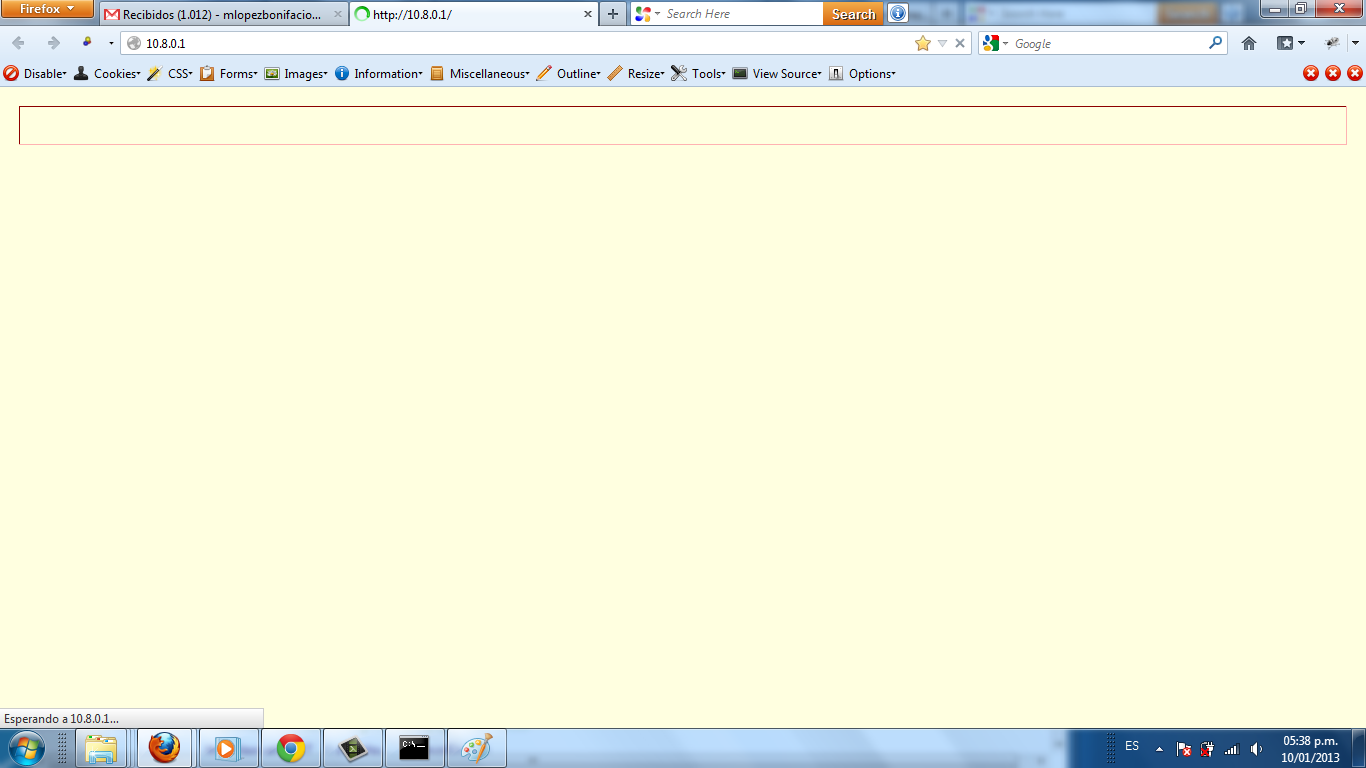 Firefox
Recibidos (1.012) - mlopezbonifacio...
http://10.8.0.1/
Search Here
Search
10.8.0.1
Google
Disable
Cookies
CSS
Forms
Images
Information
Miscellaneous
Outline
Resize
Tools
View Source
Options
Esperando a 10.8.0.1...
ES
05:38 p.m.
10/01/2013